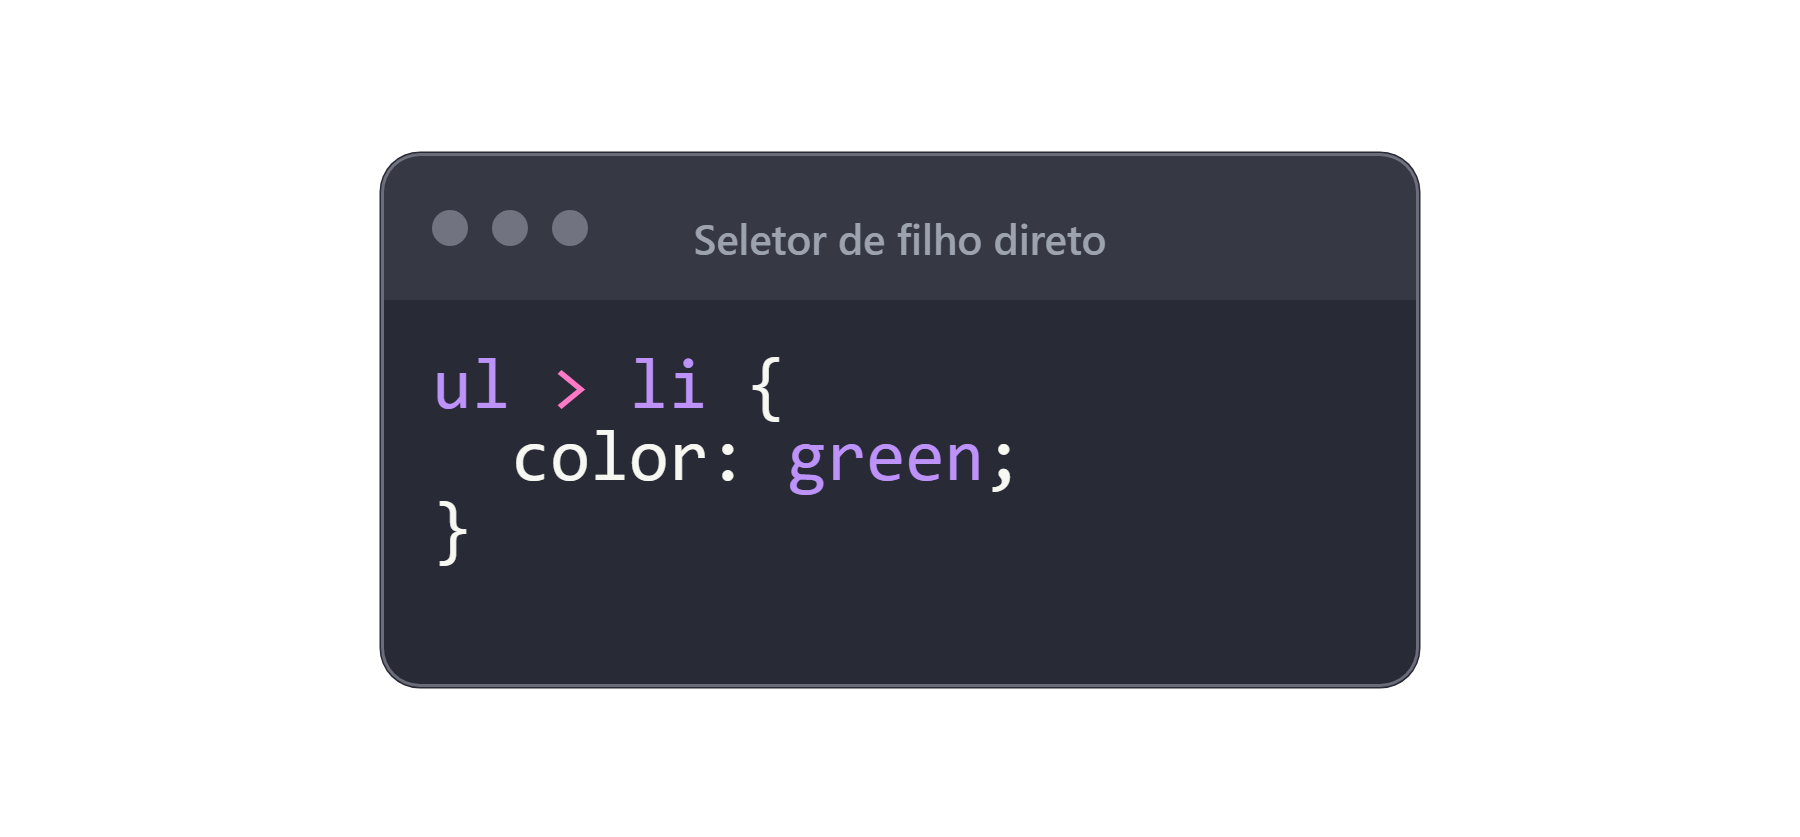 Seletor de filho direto
ul > li {
  color: green;
}